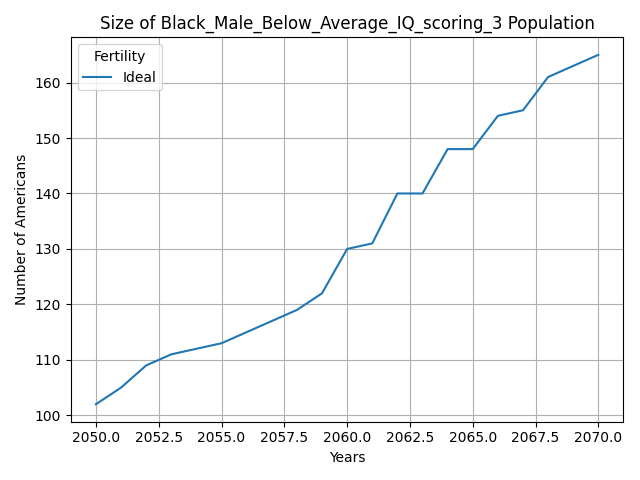 Size of Black_Male_Below_Average_IQ_scoring_3 Population
Fertility
Ideal
160
150
140
130
120
110
100
Number of Americans
2050.0 2052.5 2055.0 2057.5 2060.0 2062.5 2065.0 2067.5 2070.0
Years